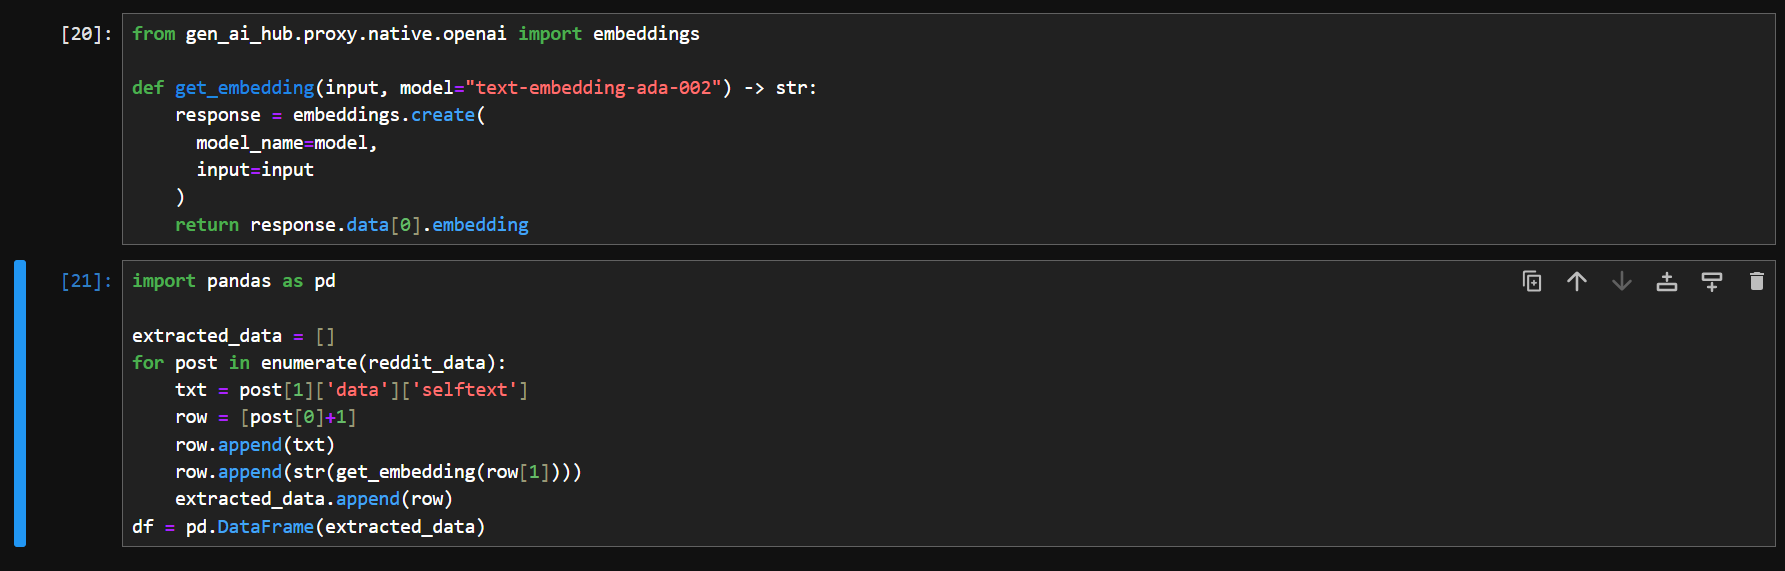 [20]: from gen_ai_hub.proxy.native.openai import embeddings
def get_embedding(input, model="text-embedding-ada-002") -> str:
    response = embeddings.create(
      model_name=model,
      input=input
    )
    return response.data[0].embedding
[21]: import pandas as pd
extracted_data = []
for post in enumerate(reddit_data):
    txt = post[1]['data']['selftext']
    row = [post[0]+1]
    row.append(txt)
    row.append(str(get_embedding(row[1])))
    extracted_data.append(row)
df = pd.DataFrame(extracted_data)